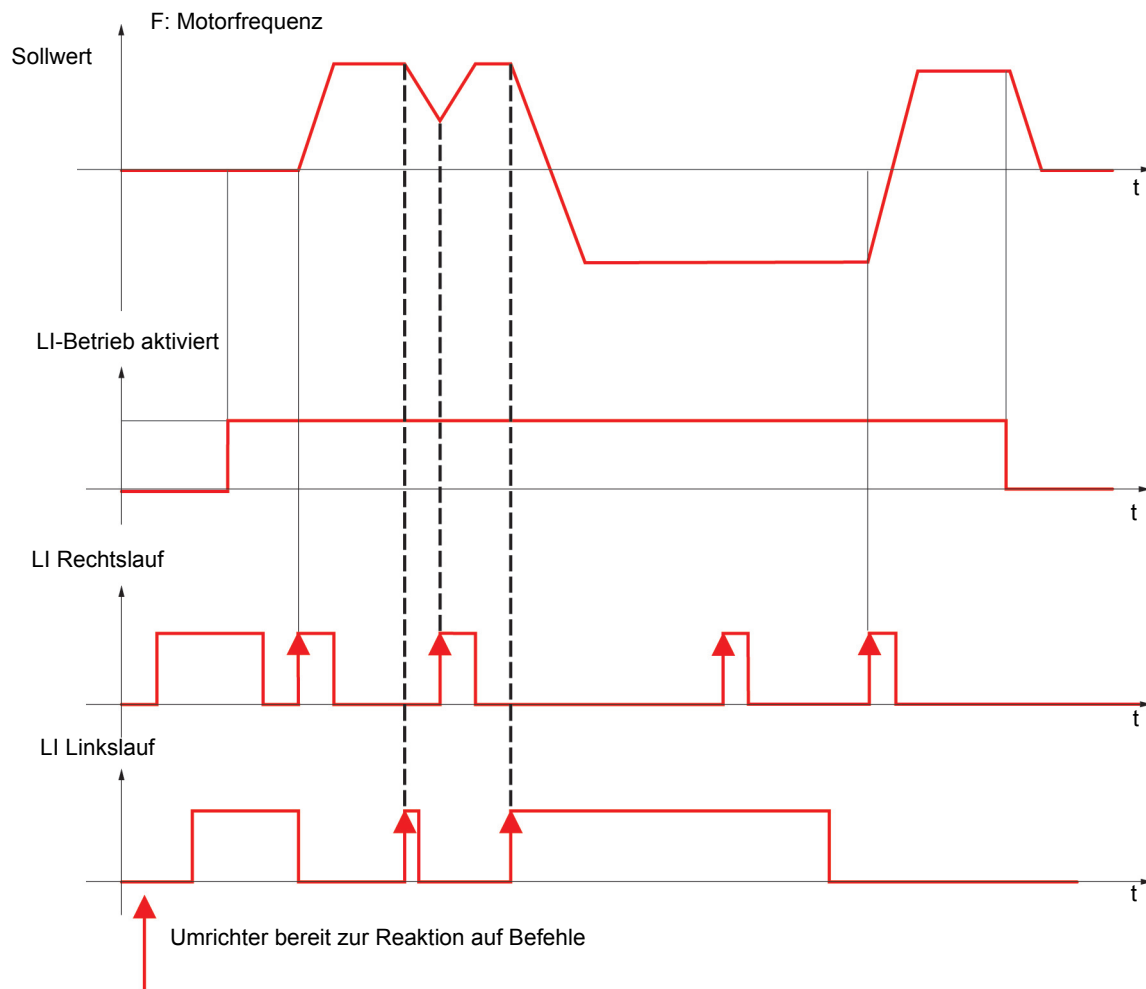 F: Motorfrequenz
Sollwert
t
LI-Betrieb aktiviert
t
LI Rechtslauf
t
LI Linkslauf
t
Umrichter bereit zur Reaktion auf Befehle